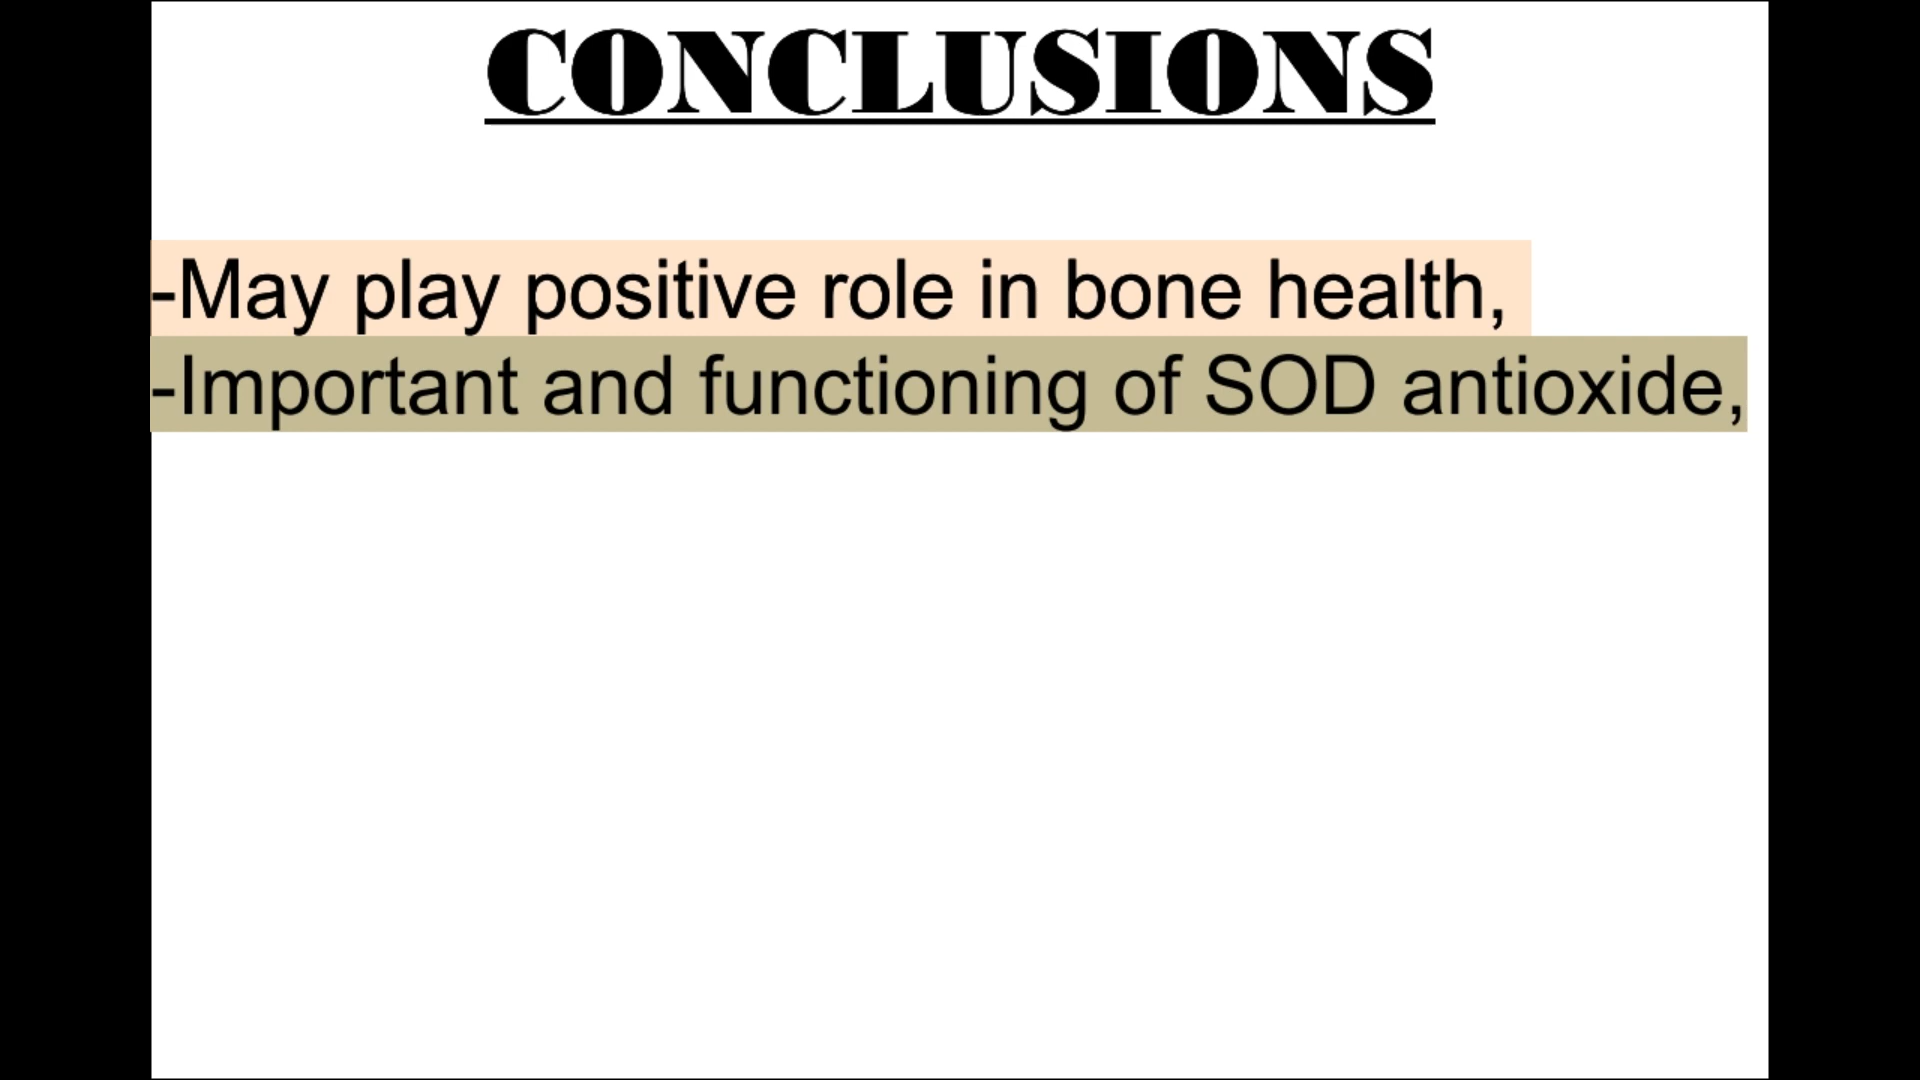 CONCLUSIONS
-May play positive role in bone health,
-Important and functioning of SOD antioxide,